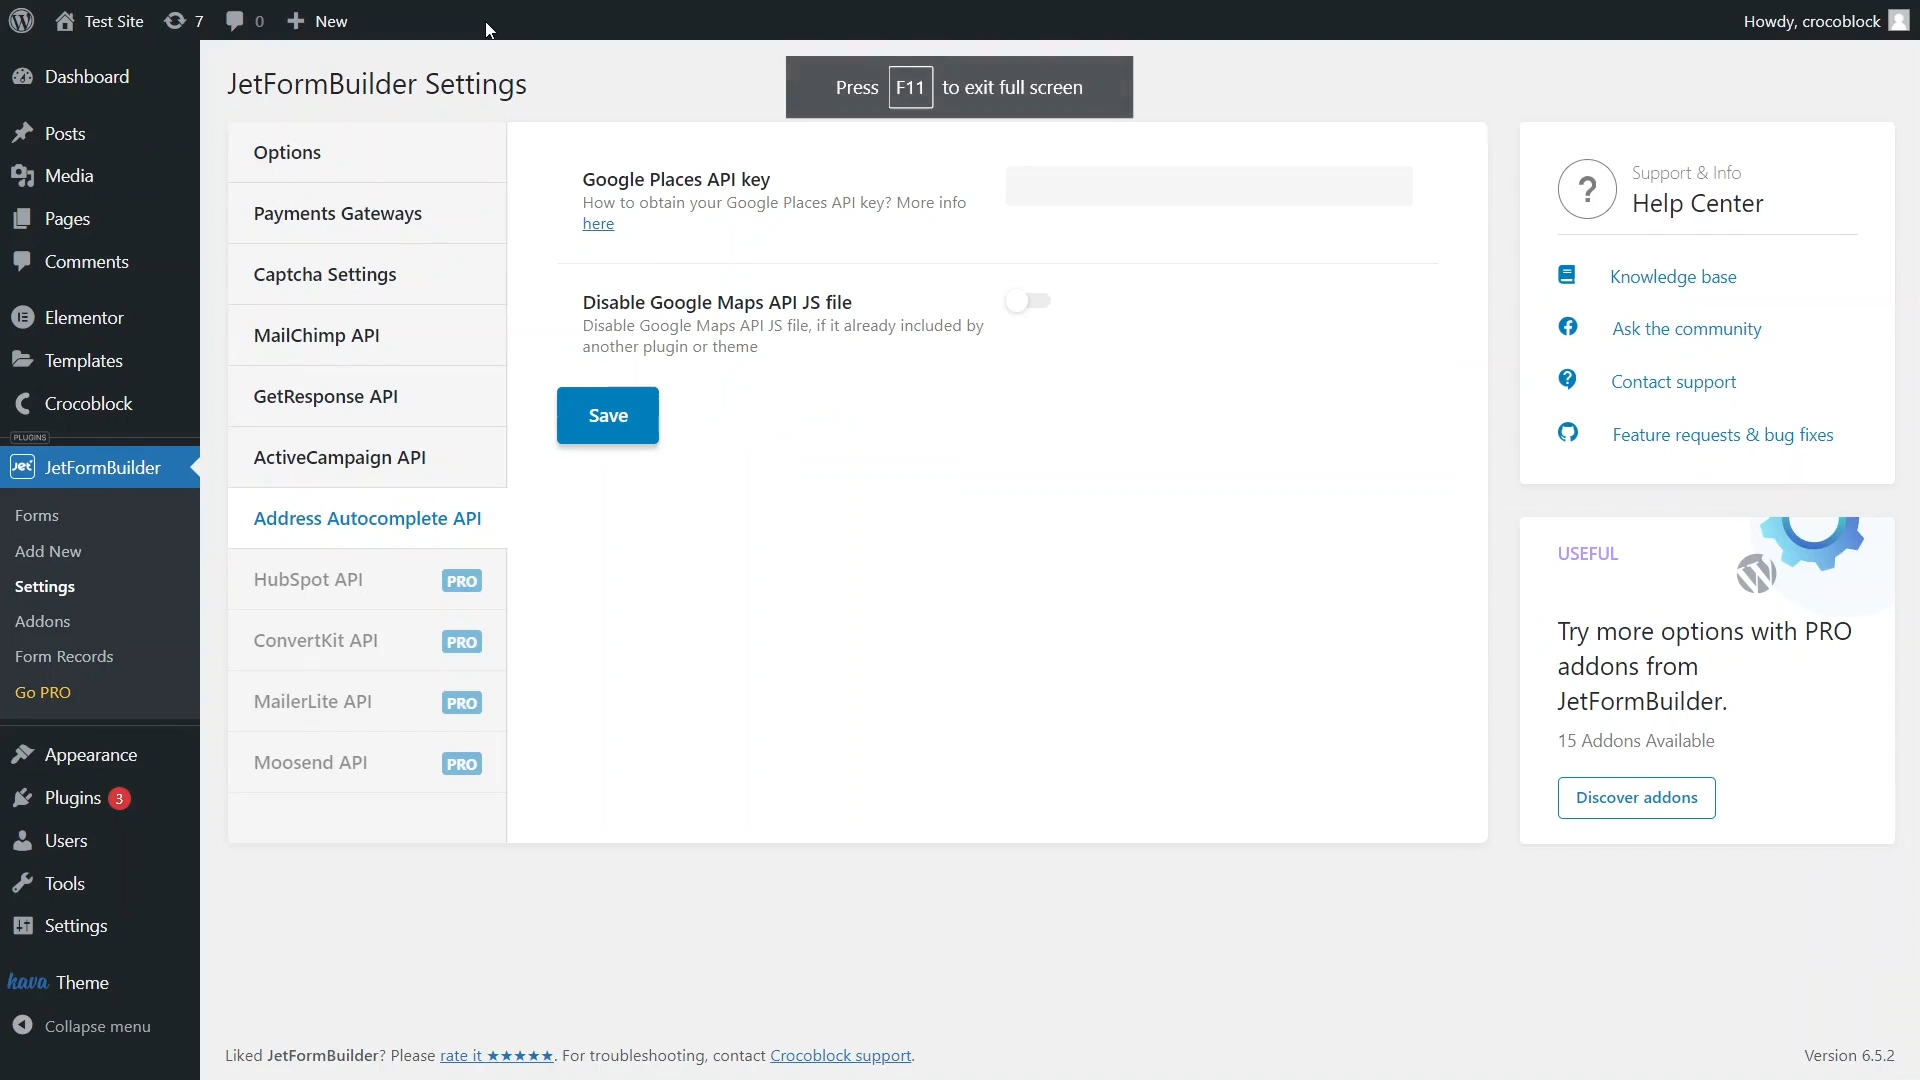 Test Site
7
0
New
Howdy, crocoblock
Dashboard
Posts
Media
Pages
Comments
Elementor
Templates
Crocoblock
PLUGINS
Jet
JetFormBuilder
Forms
Add New
Settings
Addons
Form Records
Go PRO
Appearance
Plugins 3
Users
Tools
Settings
kava Theme
Collapse menu
JetFormBuilder Settings
Press F11 to exit full screen
Options
Payments Gateways
Captcha Settings
MailChimp API
GetResponse API
ActiveCampaign API
Address Autocomplete API
HubSpot API PRO
ConvertKit API PRO
MailerLite API PRO
Moosend API PRO
Google Places API key
How to obtain your Google Places API key? More info
here
Disable Google Maps API JS file
Disable Google Maps API JS file, if it already included by
another plugin or theme
Save
?
Support & Info
Help Center
Knowledge base
Ask the community
Contact support
Feature requests & bug fixes
USEFUL
Try more options with PRO
addons from
JetFormBuilder.
15 Addons Available
Discover addons
Liked JetFormBuilder? Please rate it ★★★★★. For troubleshooting, contact Crocoblock support.
Version 6.5.2